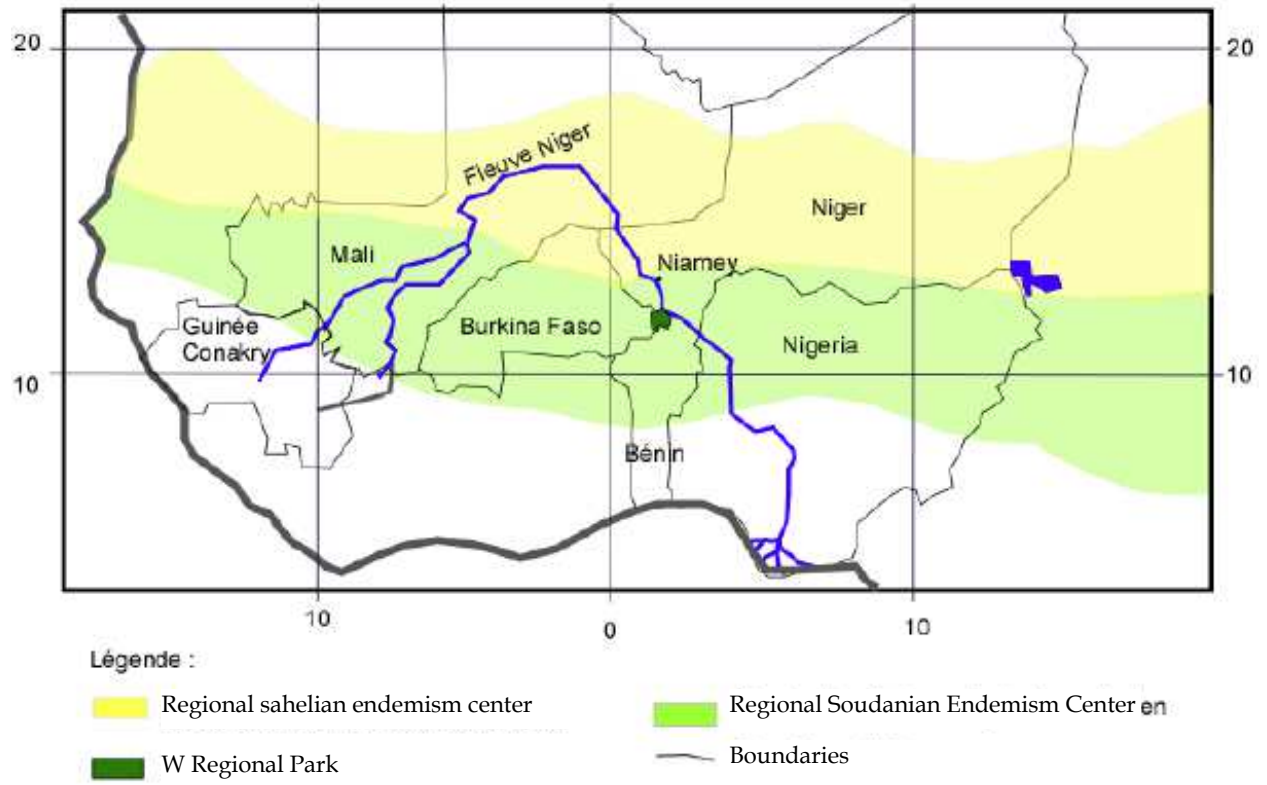 20
20
Fleuve Niger
Niger
Mali
Niamey
Guinée
Conakry
Burkina Faso
Nigeria
10
10
Bénin
10
0
10
Légende :
Regional sahelian endemism center
Regional Soudanian Endemism Center en
W Regional Park
Boundaries